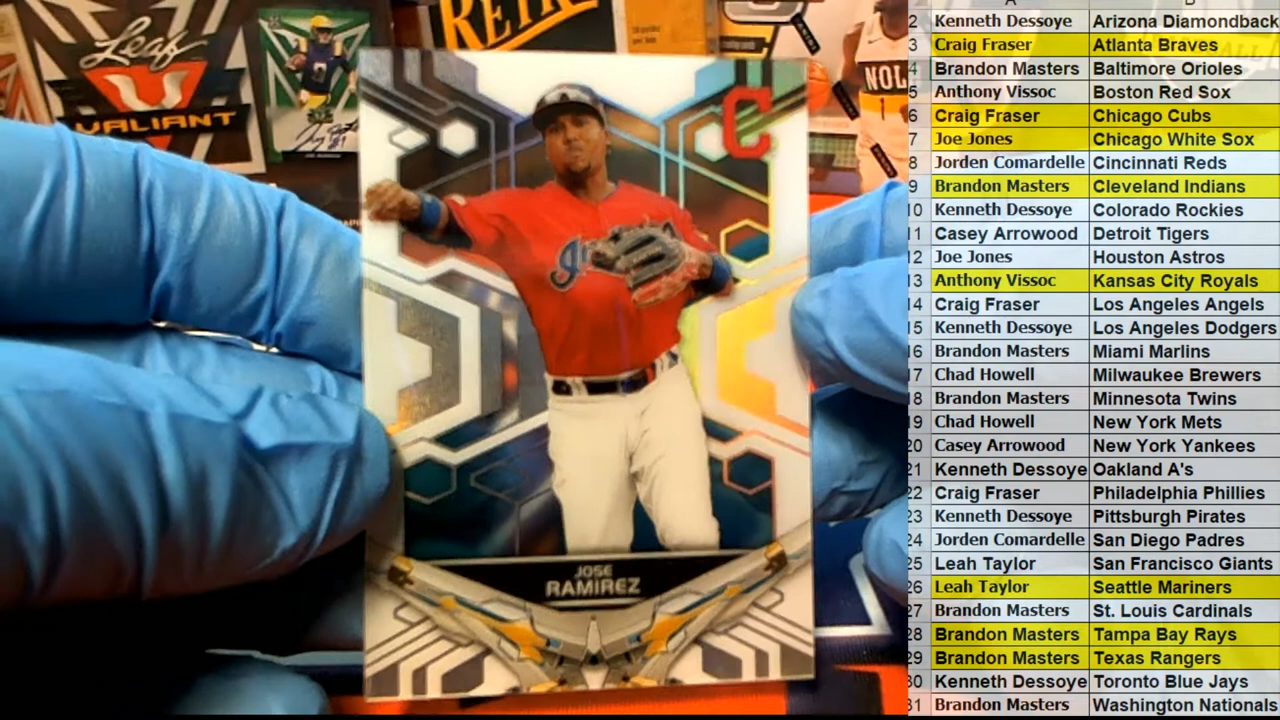 RETRO
Leaf
VALIANT
NOL
1
C
JOSE
RAMIREZ
2 Kenneth Dessoye Arizona Diamondback
3 Craig Fraser Atlanta Braves
4 Brandon Masters Baltimore Orioles
5 Anthony Vissoc Boston Red Sox
6 Craig Fraser Chicago Cubs
7 Joe Jones Chicago White Sox
8 Jorden Comardelle Cincinnati Reds
9 Brandon Masters Cleveland Indians
10 Kenneth Dessoye Colorado Rockies
11 Casey Arrowood Detroit Tigers
12 Joe Jones Houston Astros
13 Anthony Vissoc Kansas City Royals
14 Craig Fraser Los Angeles Angels
15 Kenneth Dessoye Los Angeles Dodgers
16 Brandon Masters Miami Marlins
17 Chad Howell Milwaukee Brewers
18 Brandon Masters Minnesota Twins
19 Chad Howell New York Mets
20 Casey Arrowood New York Yankees
21 Kenneth Dessoye Oakland A's
22 Craig Fraser Philadelphia Phillies
23 Kenneth Dessoye Pittsburgh Pirates
24 Jorden Comardelle San Diego Padres
25 Leah Taylor San Francisco Giants
26 Leah Taylor Seattle Mariners
27 Brandon Masters St. Louis Cardinals
28 Brandon Masters Tampa Bay Rays
29 Brandon Masters Texas Rangers
30 Kenneth Dessoye Toronto Blue Jays
31 Brandon Masters Washington Nationals